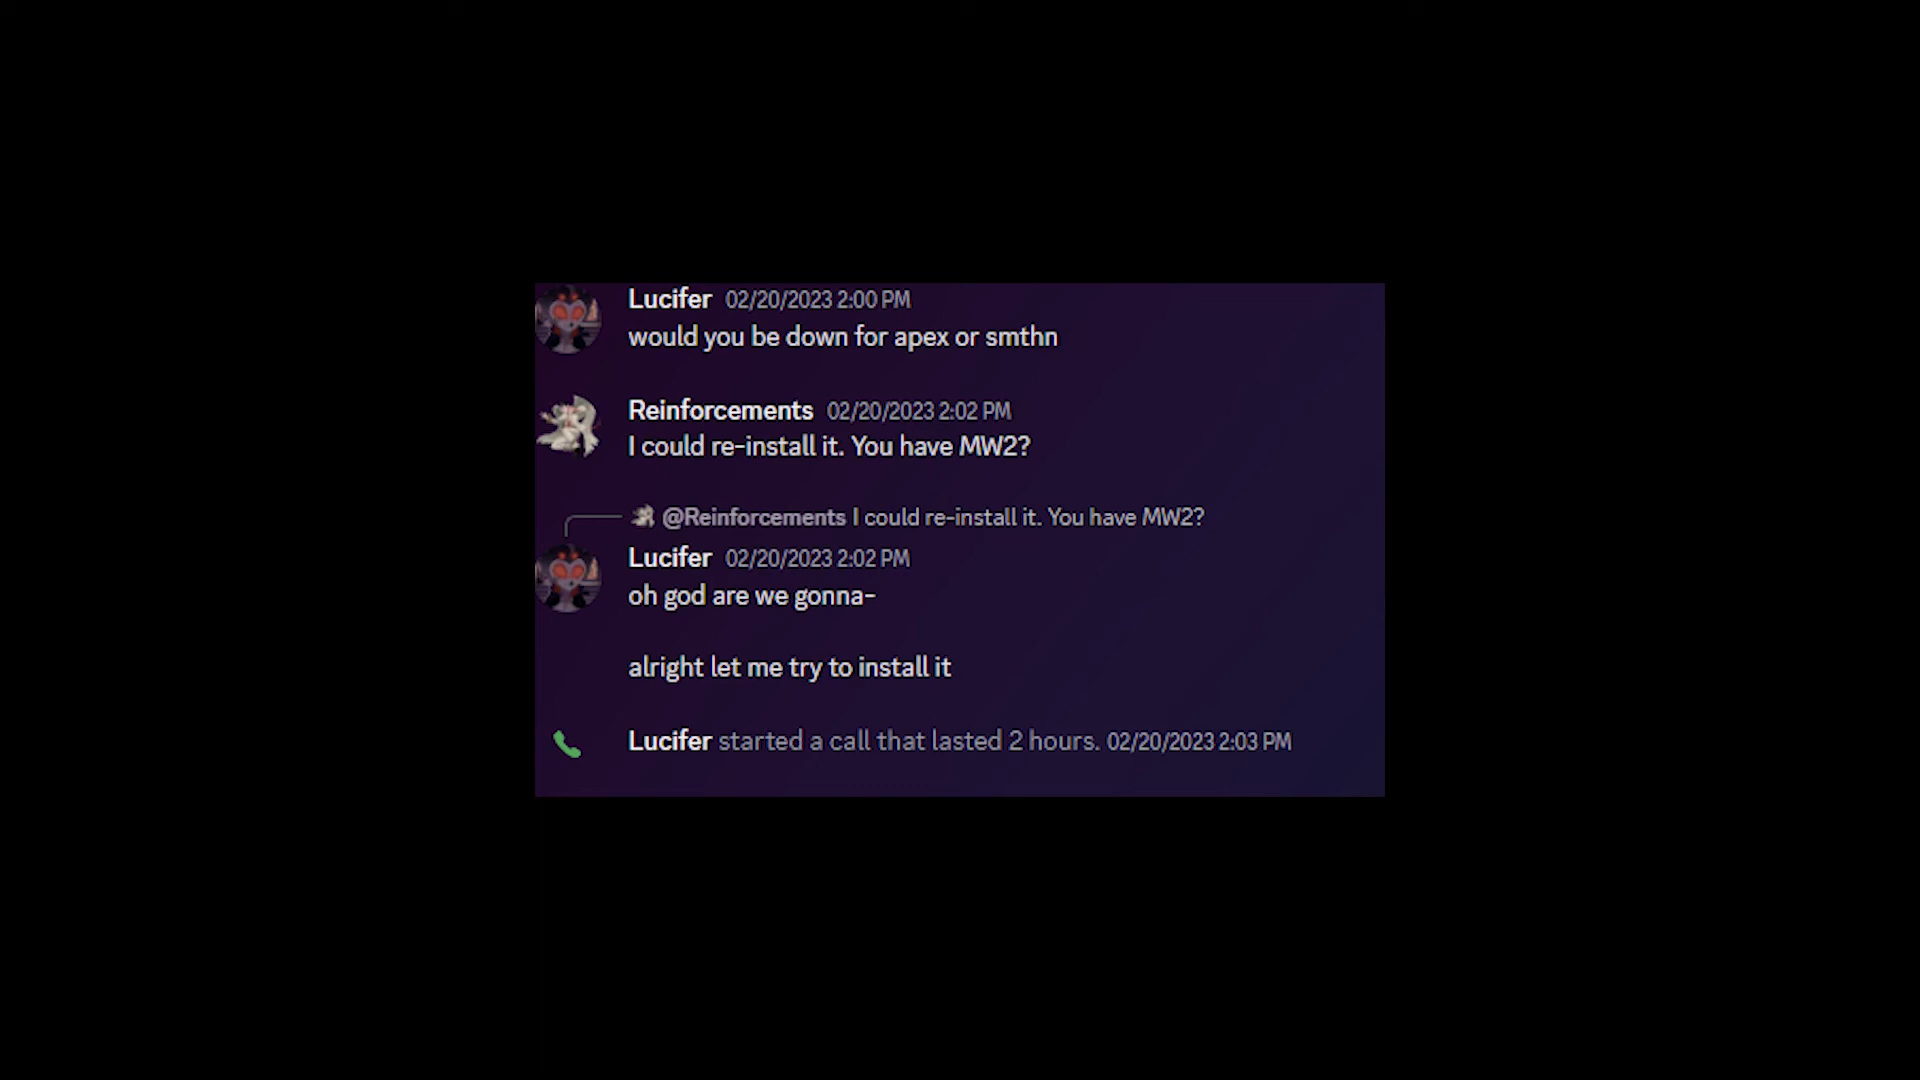 Lucifer 02/20/2023 2:00 PM
would you be down for apex or smthn
Reinforcements 02/20/2023 2:02 PM
I could re-install it. You have MW2?
@Reinforcements I could re-install it. You have MW2?
Lucifer 02/20/2023 2:02 PM
oh god are we gonna-
alright let me try to install it
Lucifer started a call that lasted 2 hours. 02/20/2023 2:03 PM